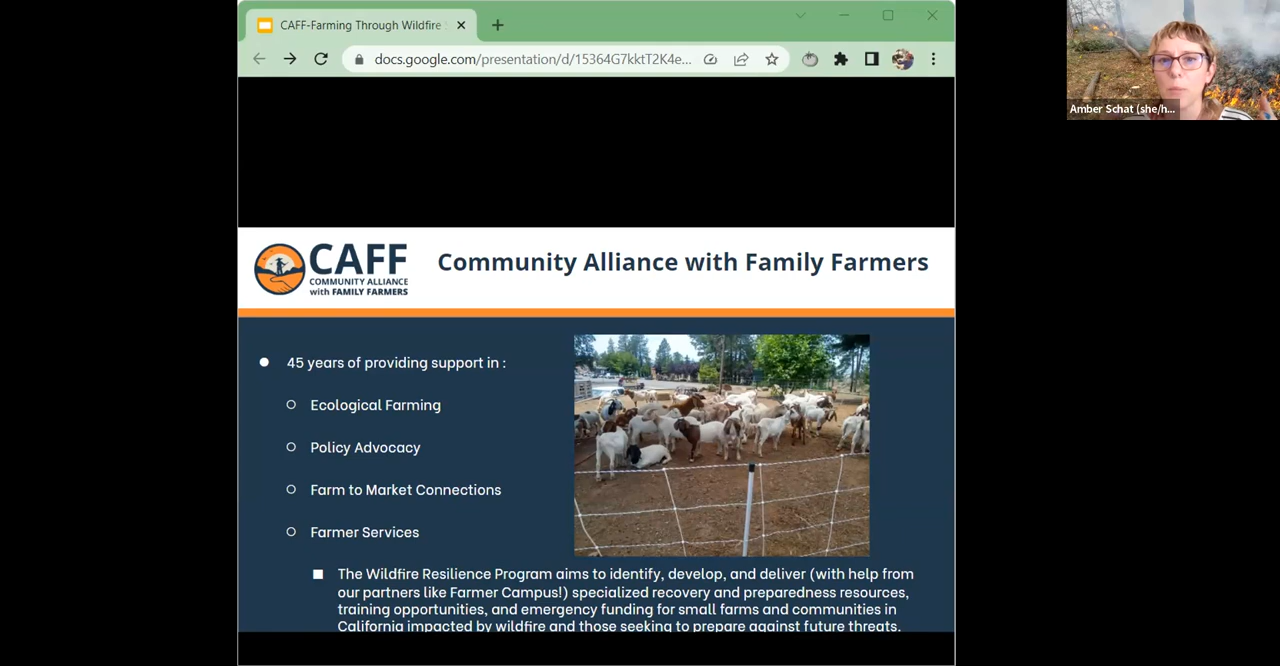 CAFF-Farming Through Wildfire
docs.google.com/presentation/d/15364G7kktT2K4e...
Amber Schat (she/h...
CAFF
COMMUNITY ALLIANCE
with FAMILY FARMERS
Community Alliance with Family Farmers
45 years of providing support in :
Ecological Farming
Policy Advocacy
Farm to Market Connections
Farmer Services
The Wildfire Resilience Program aims to identify, develop, and deliver (with help from
our partners like Farmer Campus!) specialized recovery and preparedness resources,
training opportunities, and emergency funding for small farms and communities in
California impacted by wildfire and those seeking to prepare against future threats.